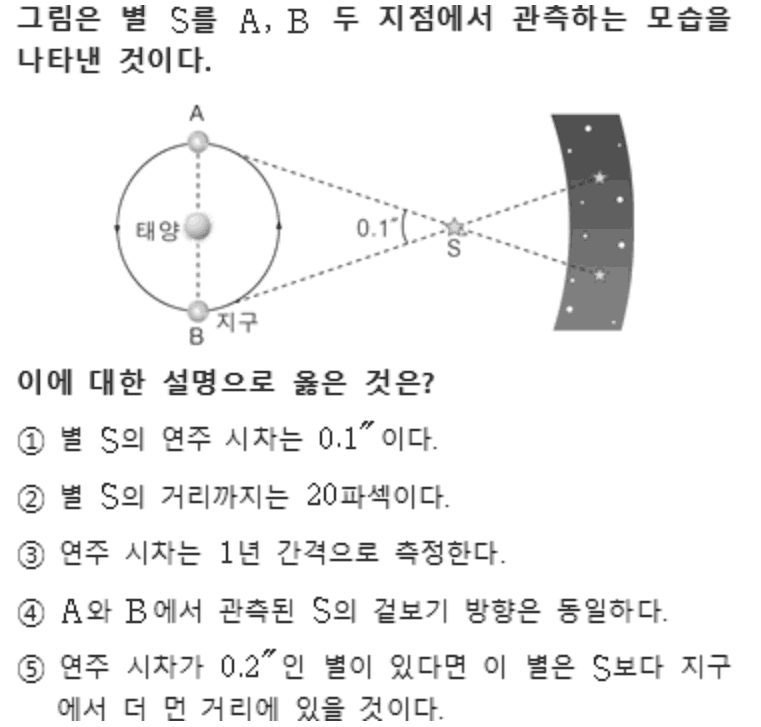 그림은 별 S를 A, B 두 지점에서 관측하는 모습을
나타낸 것이다.
A
태양
0.1″
S
B
지구
이에 대한 설명으로 옳은 것은?
① 별 S의 연주 시차는 0.1″이다.
② 별 S의 거리까지는 20파섹이다.
③ 연주 시차는 1년 간격으로 측정한다.
④ A와 B에서 관측된 S의 겉보기 방향은 동일하다.
⑤ 연주 시차가 0.2″인 별이 있다면 이 별은 S보다 지구
에서 더 먼 거리에 있을 것이다.